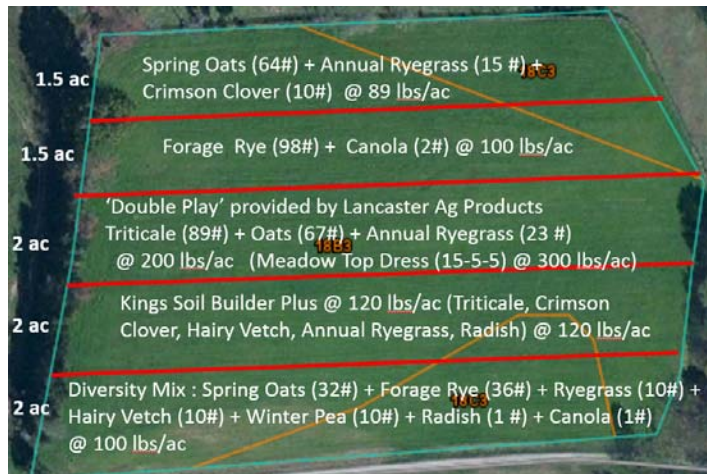 Spring Oats (64#) + Annual Ryegrass (15 #) +
18C3
1.5 ac
Crimson Clover (10#) @ 89 lbs/ac
1.5 ac
Forage Rye (98#) + Canola (2#) @ 100 lbs/ac
'Double Play' provided by Lancaster Ag Products
2 ac
Triticale (89#) + Oats (67#) + Annual Ryegrass (23 #)
18B3
@ 200 lbs/ac (Meadow Top Dress (15-5-5) @ 300 lbs/ac)
Kings Soil Builder Plus @ 120 lbs/ac (Triticale, Crimson
2 ac
Clover, Hairy Vetch, Annual Ryegrass, Radish) @ 120 lbs/ac
Diversity Mix : Spring Oats (32#) + Forage Rye (36#) + Ryegrass (10#) +
2 ac
Hairy Vetch (10#) + Winter Pea (10#) + Radish (1 #) + Canola (1#)
@ 100 lbs/ac